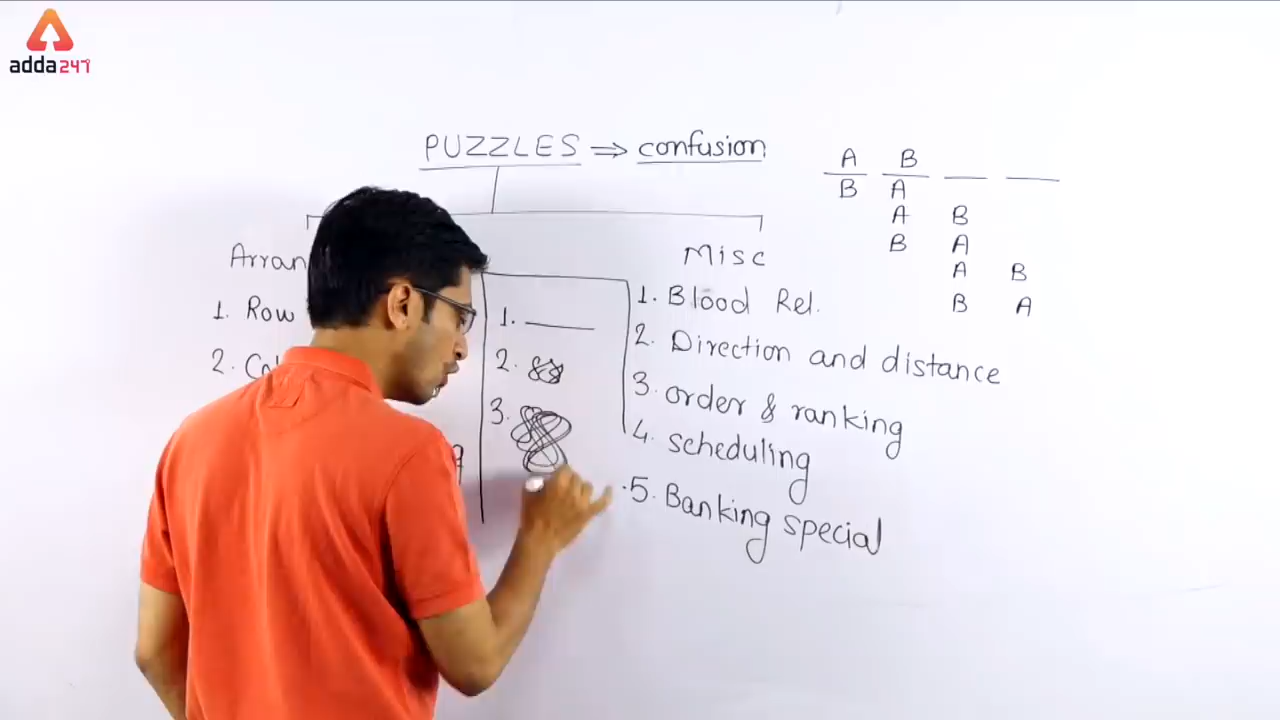 adda247
PUZZLES ⇒ confusion
A B
B A
A B
B A
A B
B A
Misc
1. Row
2.
1.
2.
3.
1. Blood Rel.
2. Direction and distance
3. order & ranking
4. scheduling
5. Banking special